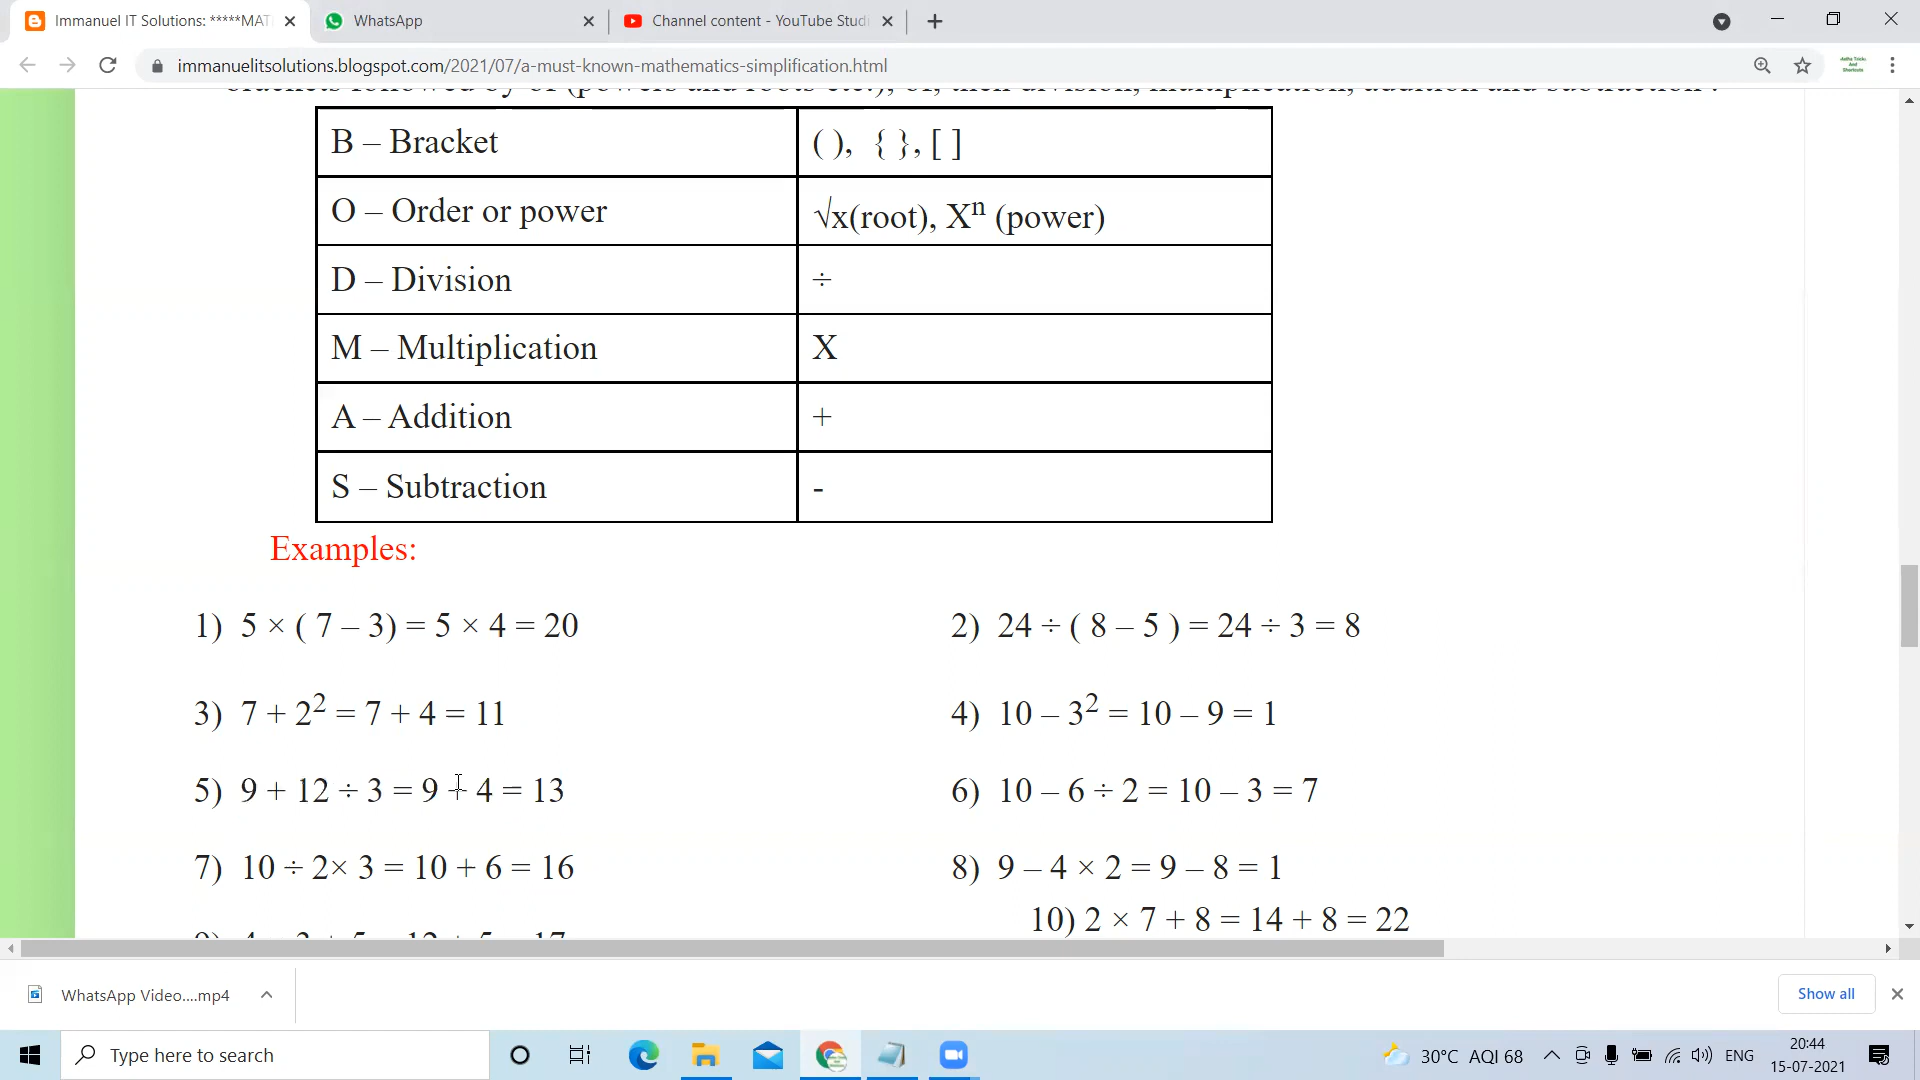 Immanuel IT Solutions: *****MAT
WhatsApp
Channel content - YouTube Studi
immanuelitsolutions.blogspot.com/2021/07/a-must-known-mathematics-simplification.html
B – Bracket
( ), { }, [ ]
O – Order or power
√x(root), Xⁿ (power)
D – Division
÷
M – Multiplication
X
A – Addition
+
S – Subtraction
-
Examples:
1) 5 × ( 7 – 3) = 5 × 4 = 20
2) 24 ÷ ( 8 – 5 ) = 24 ÷ 3 = 8
3) 7 + 2² = 7 + 4 = 11
4) 10 – 3² = 10 – 9 = 1
5) 9 + 12 ÷ 3 = 9 + 4 = 13
6) 10 – 6 ÷ 2 = 10 – 3 = 7
7) 10 ÷ 2× 3 = 10 + 6 = 16
8) 9 – 4 × 2 = 9 – 8 = 1
10) 2 × 7 + 8 = 14 + 8 = 22
WhatsApp Video....mp4
Show all
Type here to search
30°C AQI 68
ENG
20:44
15-07-2021